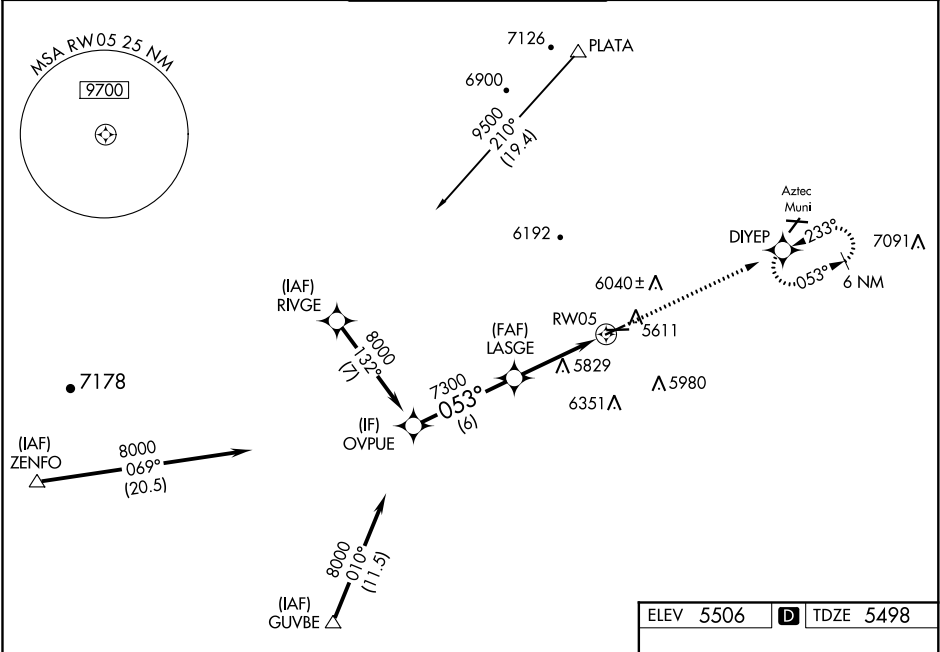 MSA RW05 25 NM
9700
7126
PLATA
6900
9500
210°
(19.4)
Aztec
Muni
6192
DIYEP
233°
7091
053°
6 NM
6040±
(IAF)
RIVGE
RW05
5611
(FAF)
LASGE
8000
132°
(7)
5829
7178
7300
053°
(6)
5980
6351
(IF)
OVPUE
(IAF)
ZENFO
8000
069°
(20.5)
8000
010°
(11.5)
(IAF)
GUVBE
ELEV 5506 D TDZE 5498